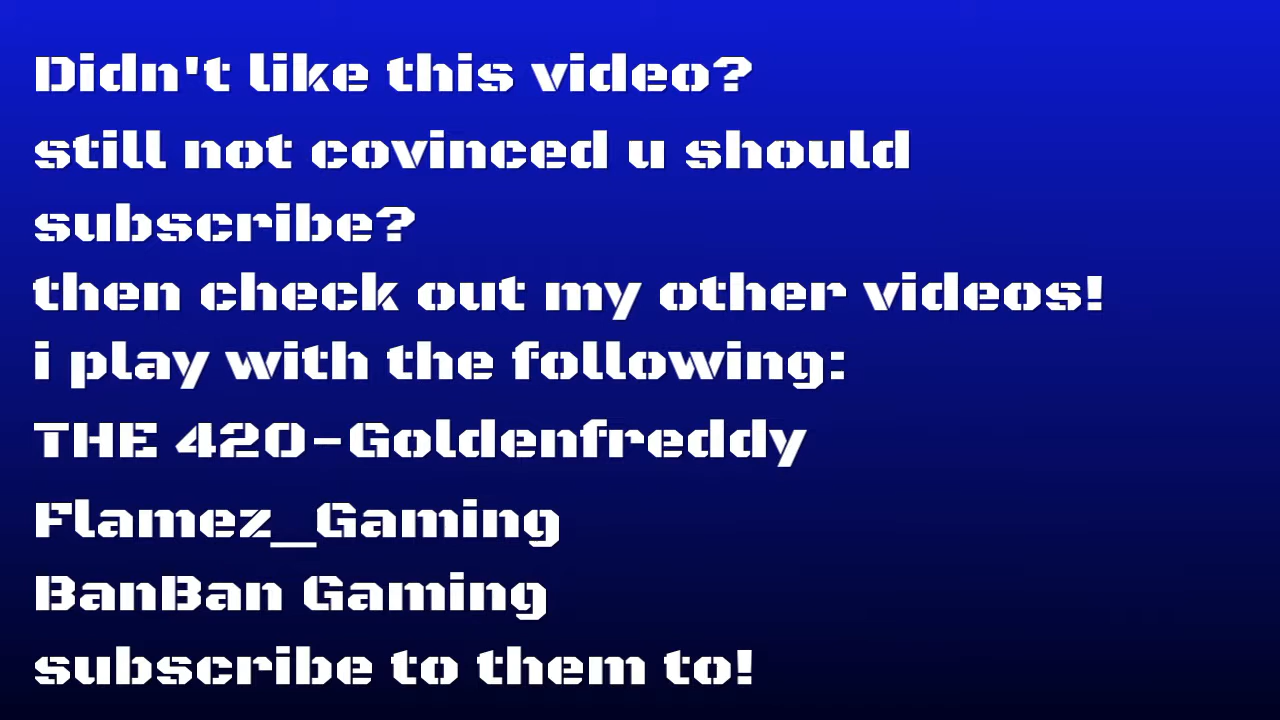 Didn't like this video?
still not covinced u should
subscribe?
then check out my other videos!
i play with the following:
THE 420-Goldenfreddy
Flamez_Gaming
BanBan Gaming
subscribe to them to!